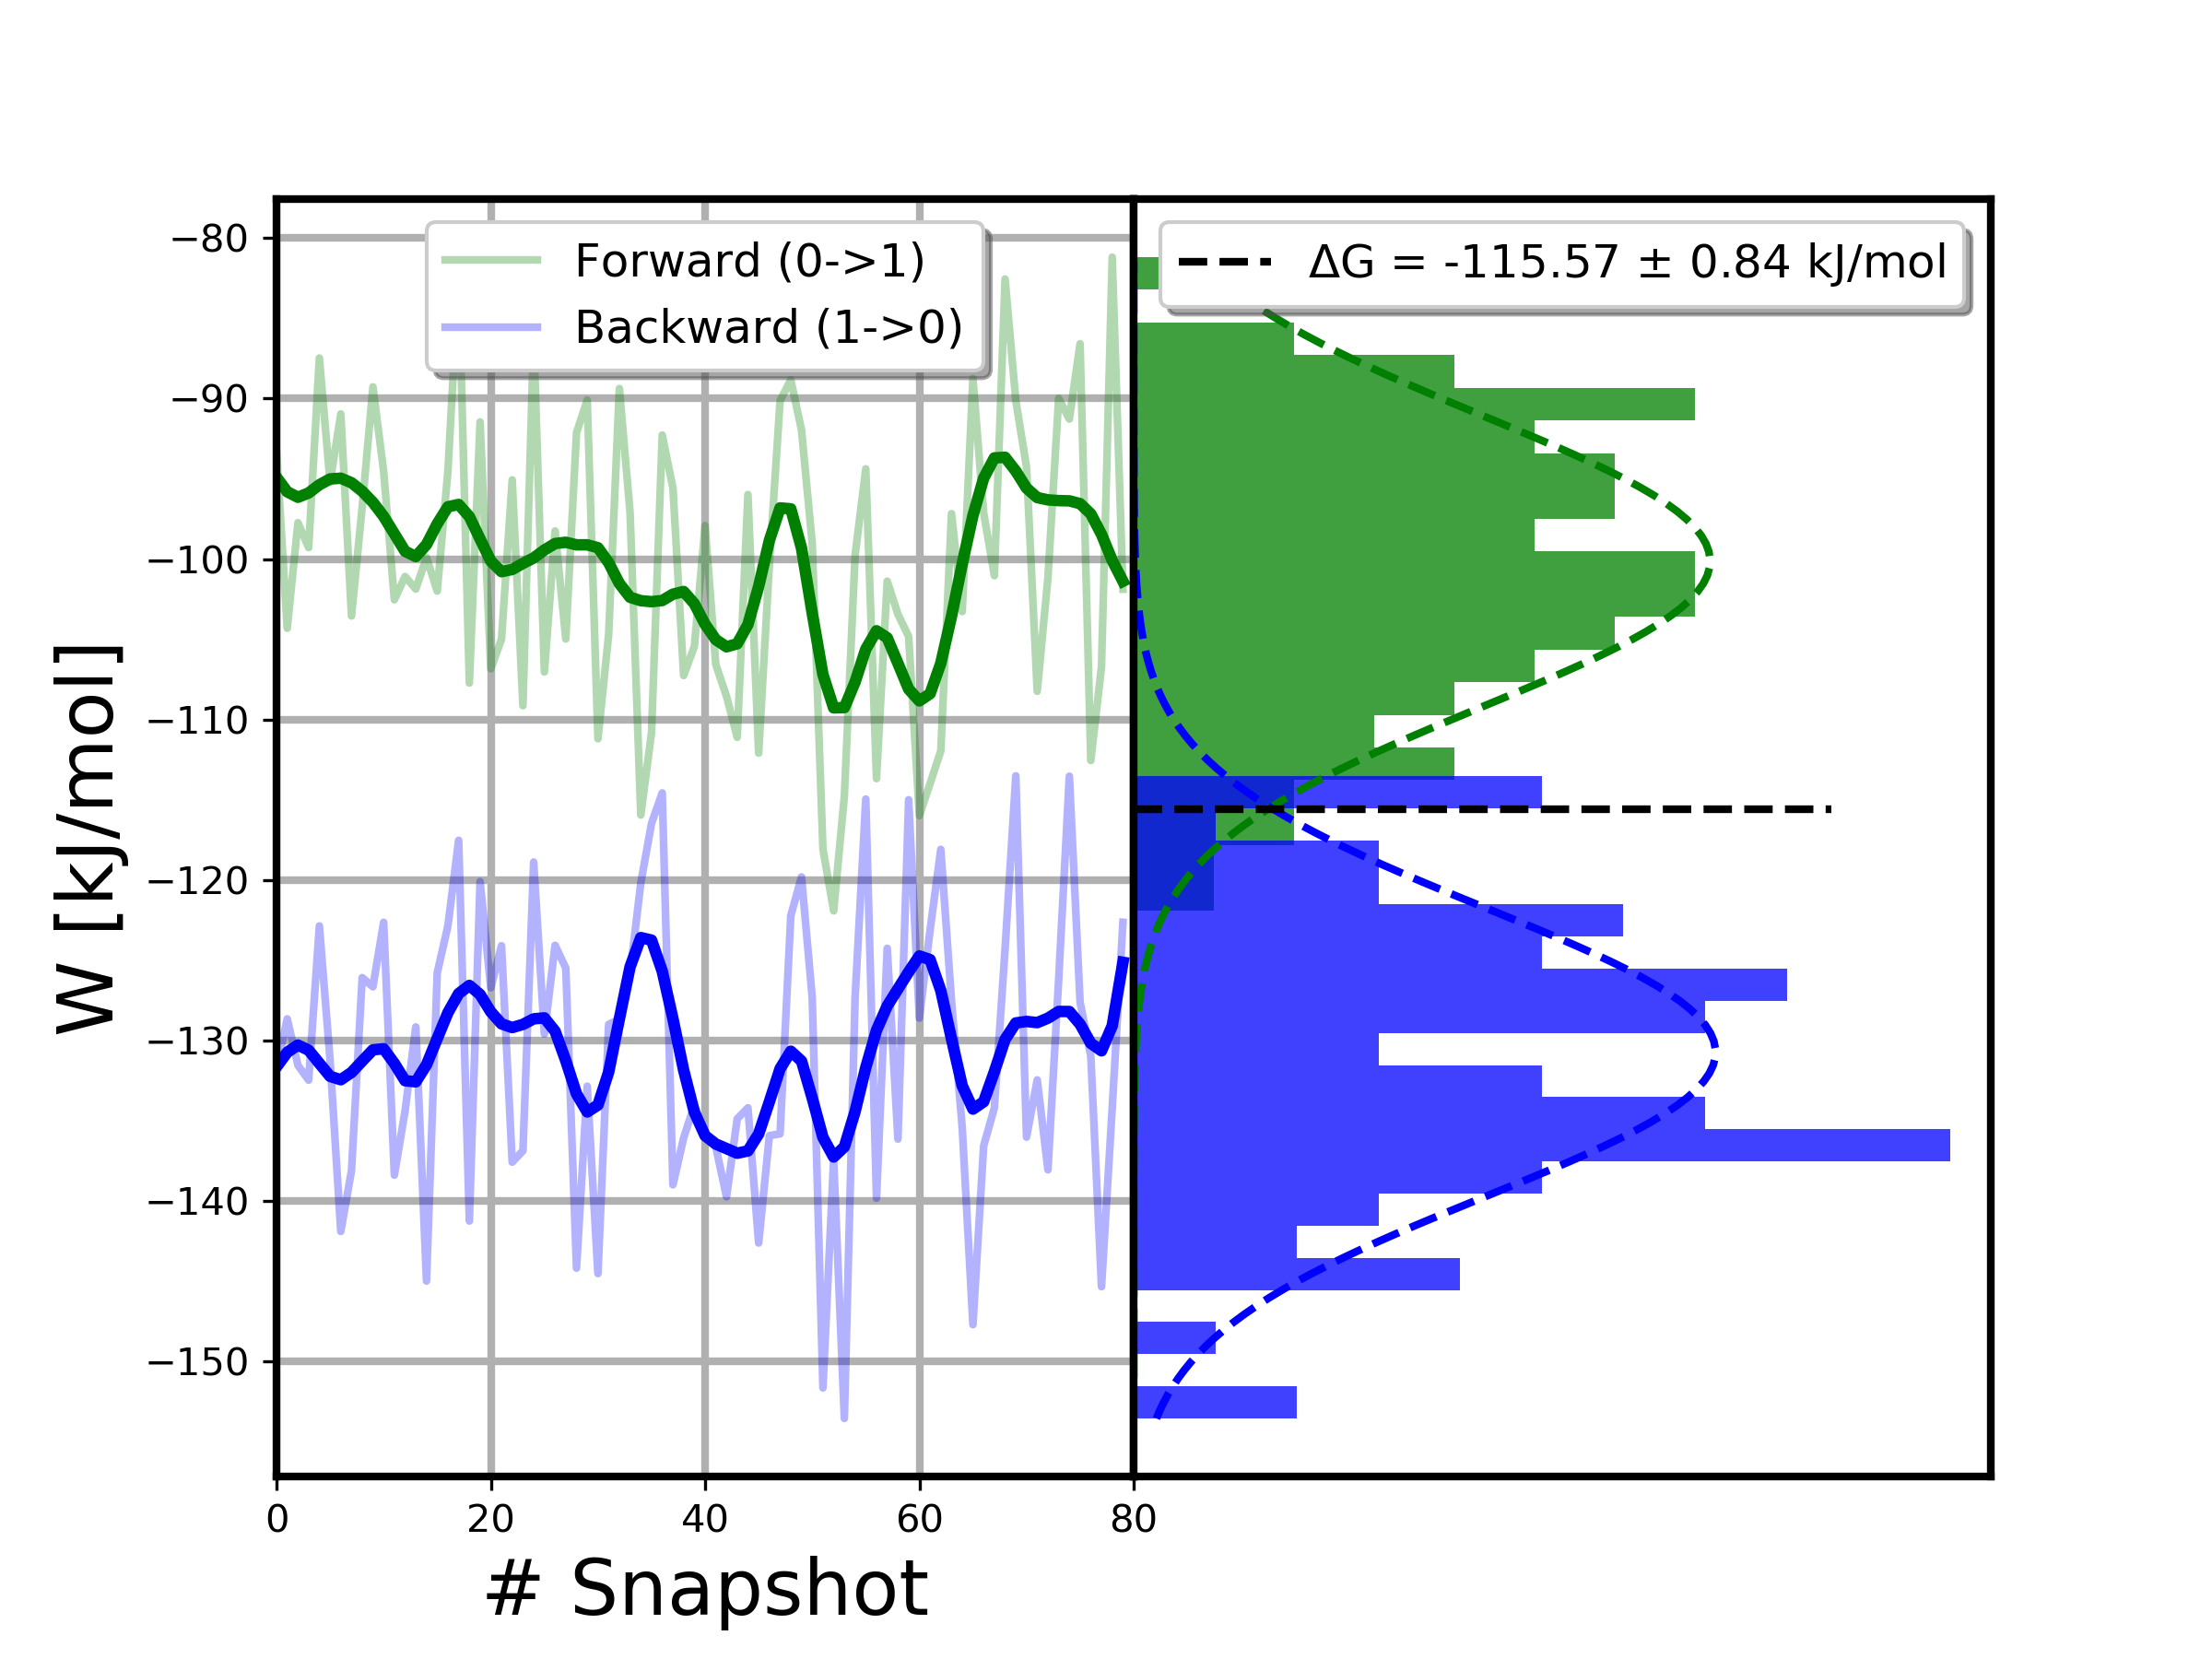 Forward (0->1)
Backward (1->0)
ΔG = -115.57 ± 0.84 kJ/mol
W [kJ/mol]
−80
−90
−100
−110
−120
−130
−140
−150
0 20 40 60 80
# Snapshot